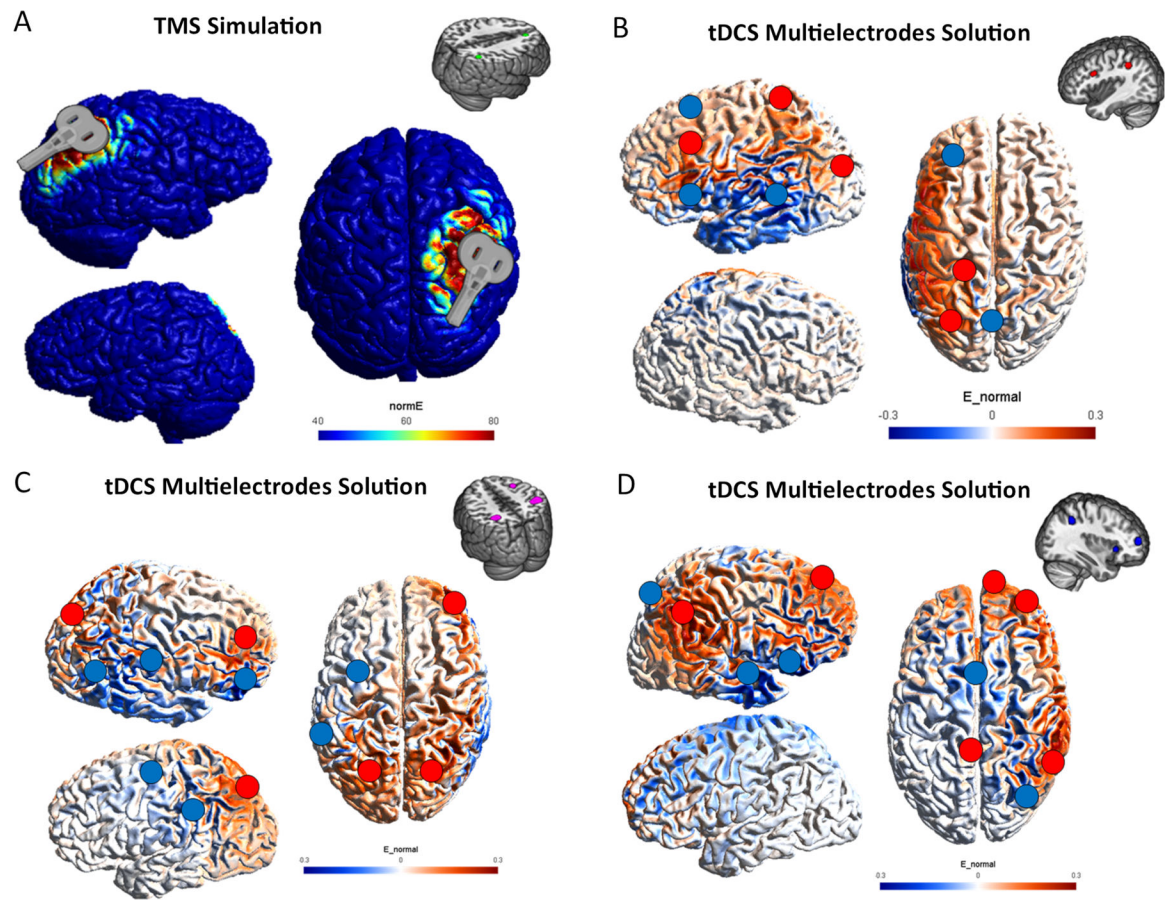 A
TMS Simulation
normE
40 60 80
B
tDCS Multielectrodes Solution
E_normal
-0.3 0 0.3
C
tDCS Multielectrodes Solution
E_normal
0.3 0 0.3
D
tDCS Multielectrodes Solution
E_normal
0.3 0 0.3